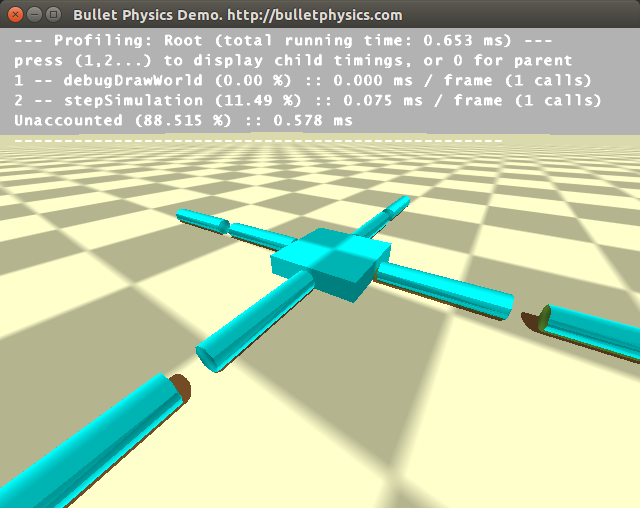 Bullet Physics Demo. http://bulletphysics.com
--- Profiling: Root (total running time: 0.653 ms) ---
press (1,2...) to display child timings, or 0 for parent
1 -- debugDrawWorld (0.00 %) :: 0.000 ms / frame (1 calls)
2 -- stepSimulation (11.49 %) :: 0.075 ms / frame (1 calls)
Unaccounted (88.515 %) :: 0.578 ms
-------------------------------------------------